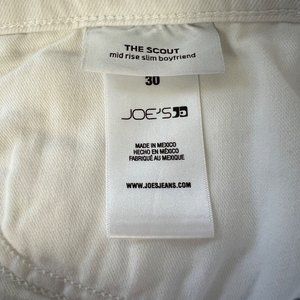 THE SCOUT
mid rise slim boyfriend
30
JOE'S
MADE IN MEXICO
HECHO EN MÉXICO
FABRIQUÉ AU MEXIQUE
WWW.JOESJEANS.COM